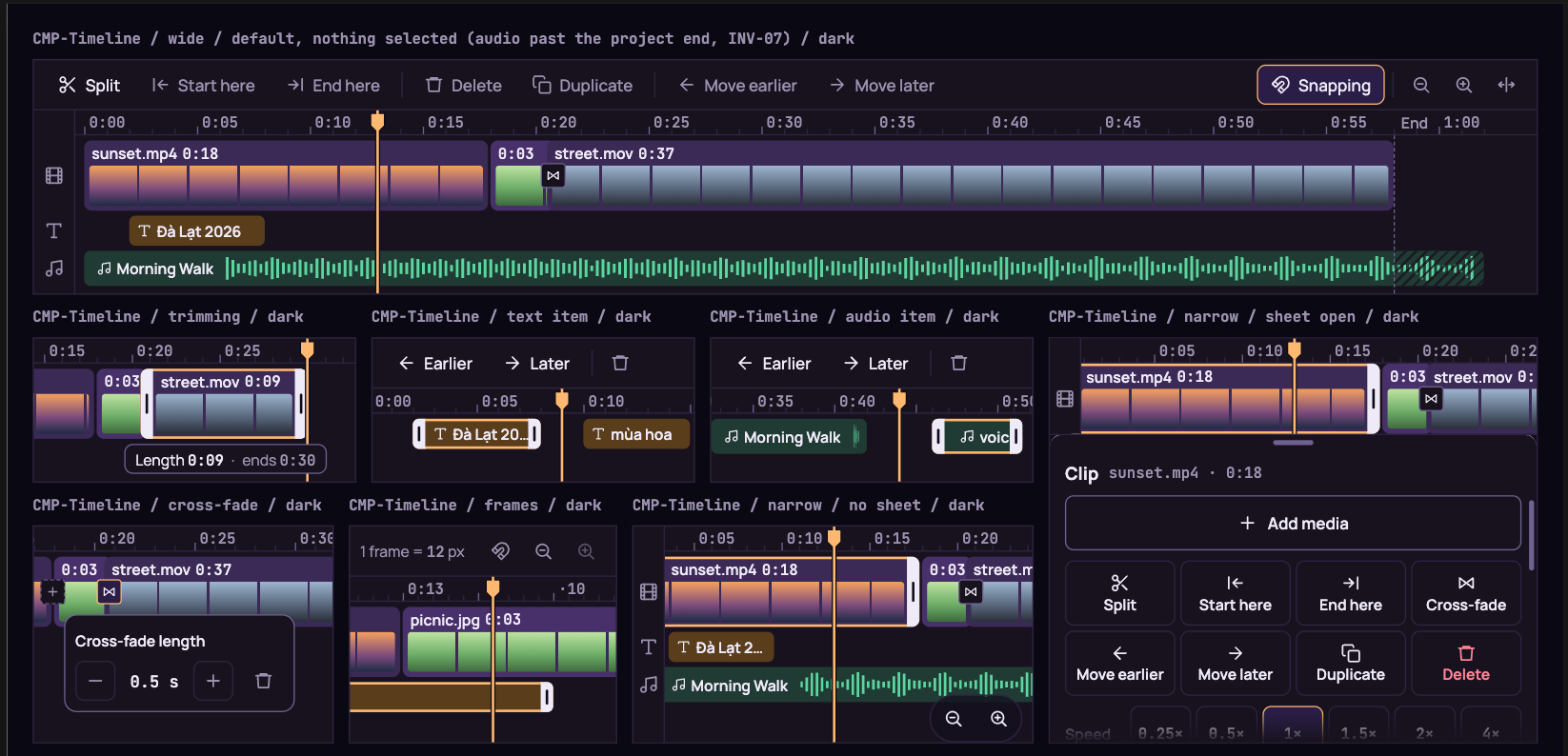 CMP-Timeline / wide / default, nothing selected (audio past the project end, INV-07) / dark
Split Start here End here Delete Duplicate Move earlier Move later Snapping
0:00 0:05 0:10 0:15 0:20 0:25 0:30 0:35 0:40 0:45 0:50 0:55 End 1:00
sunset.mp4 0:18 0:03 street.mov 0:37
Đà Lạt 2026
Morning Walk
CMP-Timeline / trimming / dark
0:15 0:20 0:25
0:03 street.mov 0:09
Length 0:09 · ends 0:30
CMP-Timeline / text item / dark
Earlier Later
0:00 0:05 0:10
Đà Lạt 20… mùa hoa
CMP-Timeline / audio item / dark
Earlier Later
0:35 0:40 0:50
Morning Walk voic
CMP-Timeline / narrow / sheet open / dark
0:05 0:10 0:15 0:20 0:2
sunset.mp4 0:18 0:03 street.mov 0:
Clip sunset.mp4 · 0:18
Add media
Split Start here End here Cross-fade
Move earlier Move later Duplicate Delete
Speed 0.25× 0.5× 1× 1.5× 2× 4×
CMP-Timeline / cross-fade / dark
0:20 0:25 0:30
0:03 street.mov 0:37
Cross-fade length
0.5 s
CMP-Timeline / frames / dark
1 frame = 12 px
0:13 ·10
picnic.jpg 0:03
CMP-Timeline / narrow / no sheet / dark
0:05 0:10 0:15 0:20
sunset.mp4 0:18 0:03 street.m
Đà Lạt 2…
Morning Walk